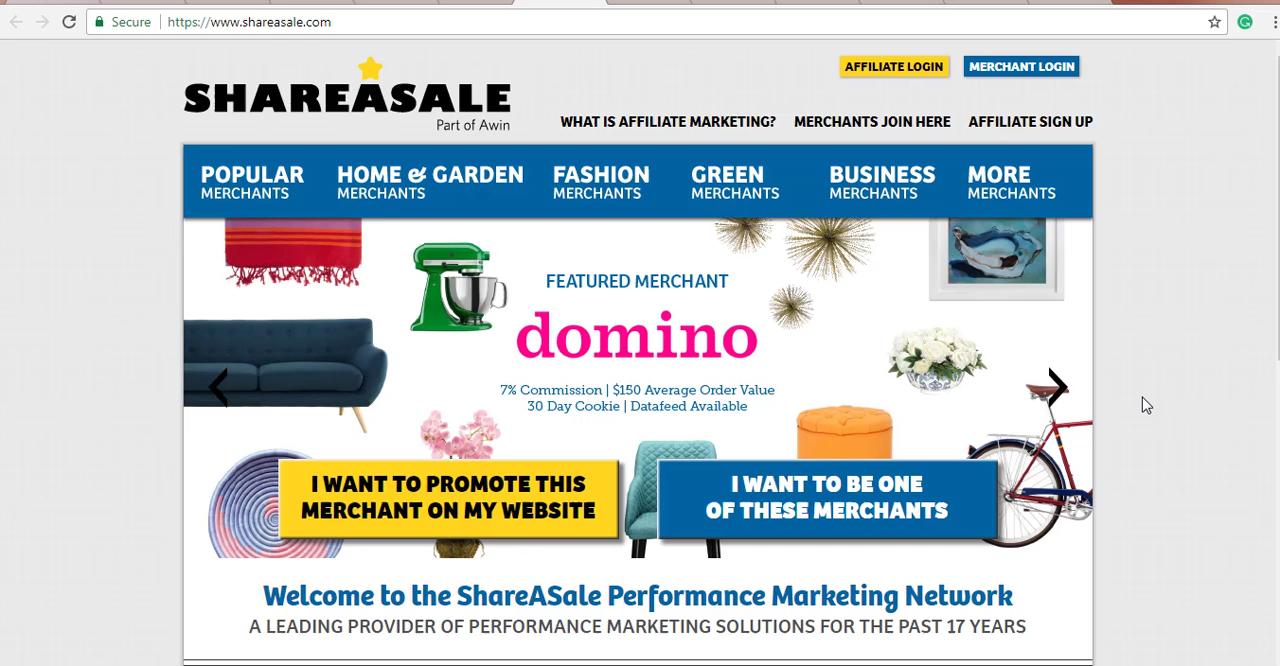 Secure https://www.shareasale.com
SHAREASALE
Part of Awin
AFFILIATE LOGIN MERCHANT LOGIN
WHAT IS AFFILIATE MARKETING? MERCHANTS JOIN HERE AFFILIATE SIGN UP
POPULAR HOME & GARDEN FASHION GREEN BUSINESS MORE
MERCHANTS MERCHANTS MERCHANTS MERCHANTS MERCHANTS MERCHANTS
FEATURED MERCHANT
domino
7% Commission | $150 Average Order Value
30 Day Cookie | Datafeed Available
I WANT TO PROMOTE THIS
MERCHANT ON MY WEBSITE
I WANT TO BE ONE
OF THESE MERCHANTS
Welcome to the ShareASale Performance Marketing Network
A LEADING PROVIDER OF PERFORMANCE MARKETING SOLUTIONS FOR THE PAST 17 YEARS